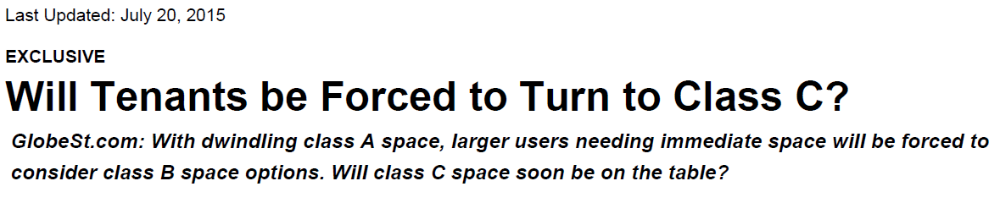 Last Updated: July 20, 2015
EXCLUSIVE
Will Tenants be Forced to Turn to Class C?
GlobeSt.com: With dwindling class A space, larger users needing immediate space will be forced to
consider class B space options. Will class C space soon be on the table?